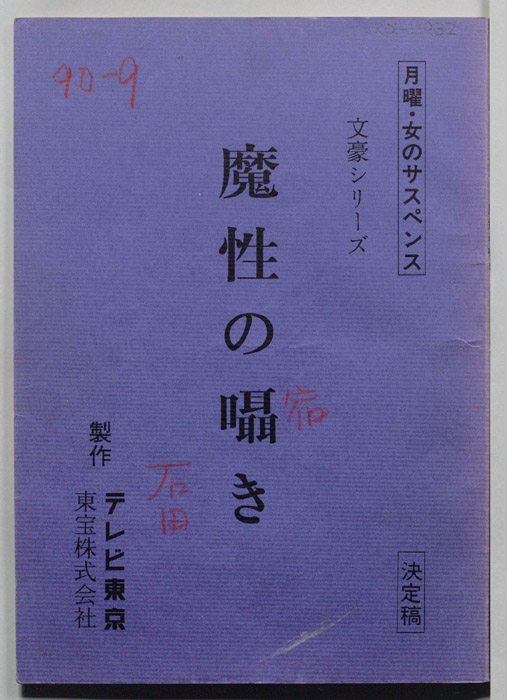 月曜・女のサスペンス
文豪シリーズ
魔性の囁き
決定稿
製作
テレビ東京
東宝株式会社
90-9
石田